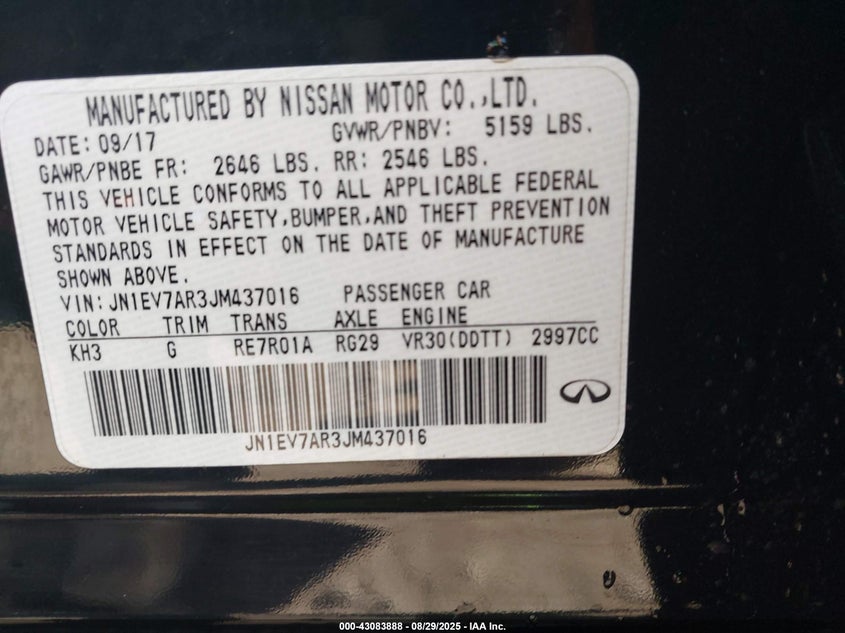 MANUFACTURED BY NISSAN MOTOR CO.,LTD.
DATE: 09/17 GVWR/PNBV: 5159 LBS.
GAWR/PNBE FR: 2646 LBS. RR: 2546 LBS.
THIS VEHICLE CONFORMS TO ALL APPLICABLE FEDERAL
MOTOR VEHICLE SAFETY,BUMPER,AND THEFT PREVENTION
STANDARDS IN EFFECT ON THE DATE OF MANUFACTURE
SHOWN ABOVE.
VIN:JN1EV7AR3JM437016 PASSENGER CAR
COLOR TRIM TRANS AXLE ENGINE
KH3 G RE7R01A RG29 VR30(DDTT) 2997CC
JN1EV7AR3JM437016
000-43083888 - 08/29/2025 - IAA Inc.